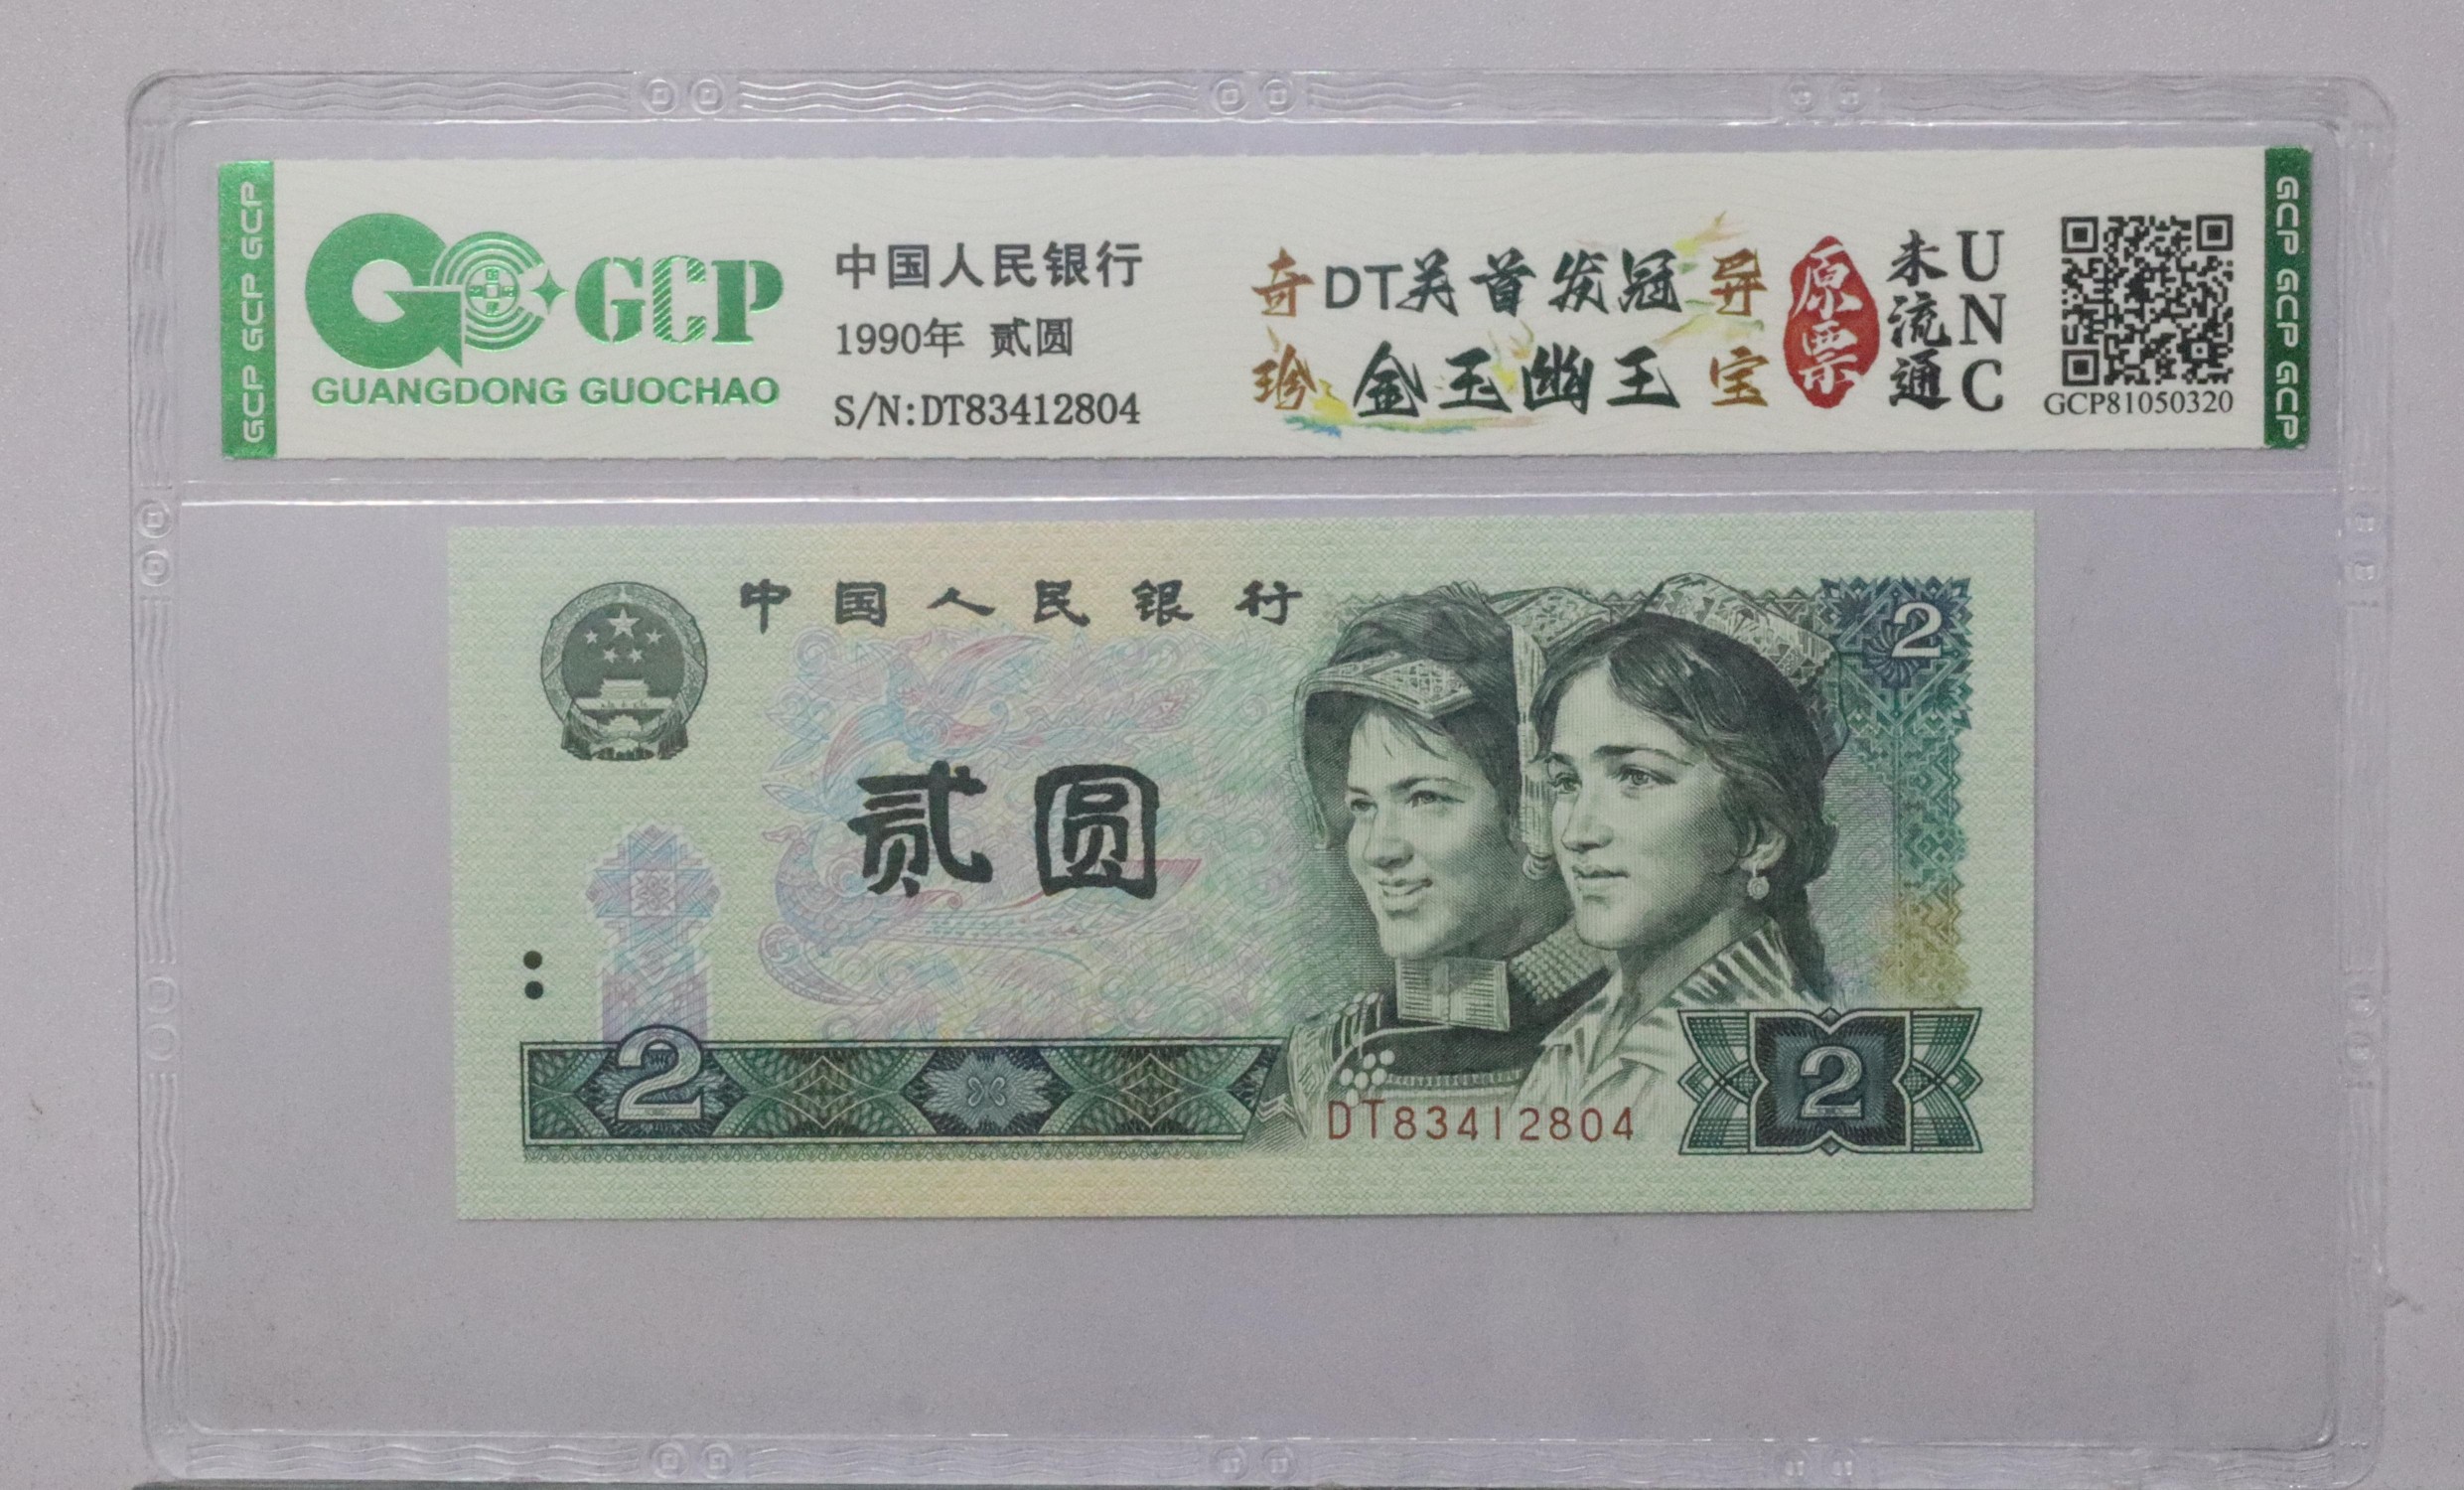 GCP GCP GCP
GCP
GUANGDONG GUOCHAO
中国人民银行
1990年 贰圆
S/N:DT83412804
奇DT关首发冠异
珍金玉幽王宝
原票
未流通
UNC
GCP81050320
GCP GCP GCP
中国人民银行
2
贰圆
2
DT83412804
2